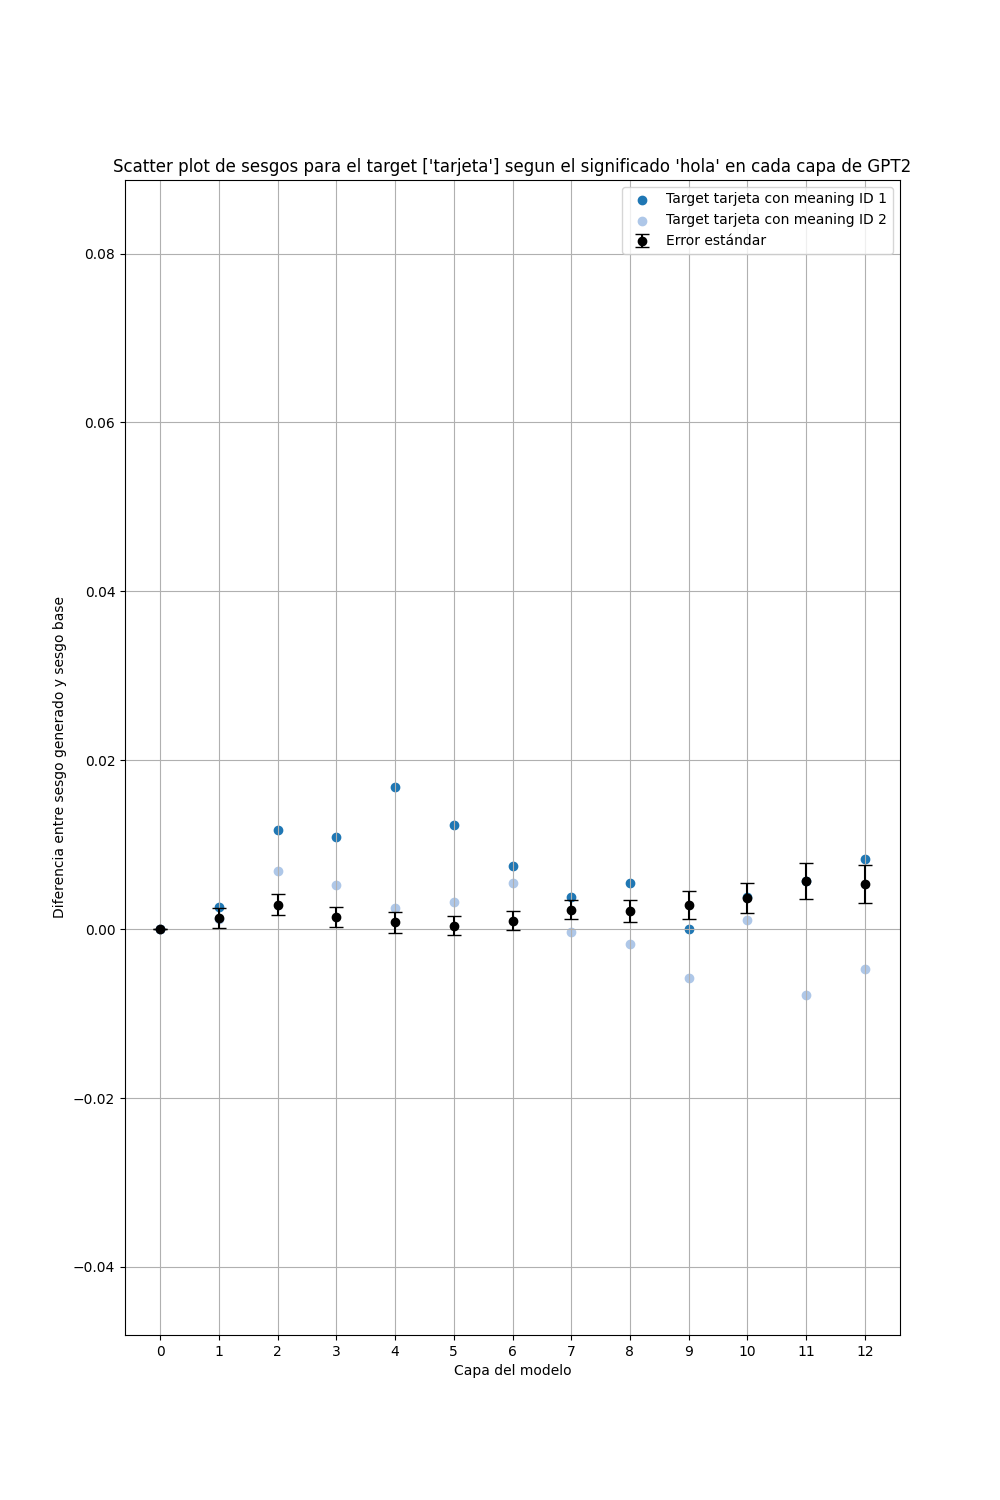 Scatter plot de sesgos para el target ['tarjeta'] segun el significado 'hola' en cada capa de GPT2
Target tarjeta con meaning ID 1
Target tarjeta con meaning ID 2
Error estándar
Diferencia entre sesgo generado y sesgo base
0.08
0.06
0.04
0.02
0.00
−0.02
−0.04
0 1 2 3 4 5 6 7 8 9 10 11 12
Capa del modelo